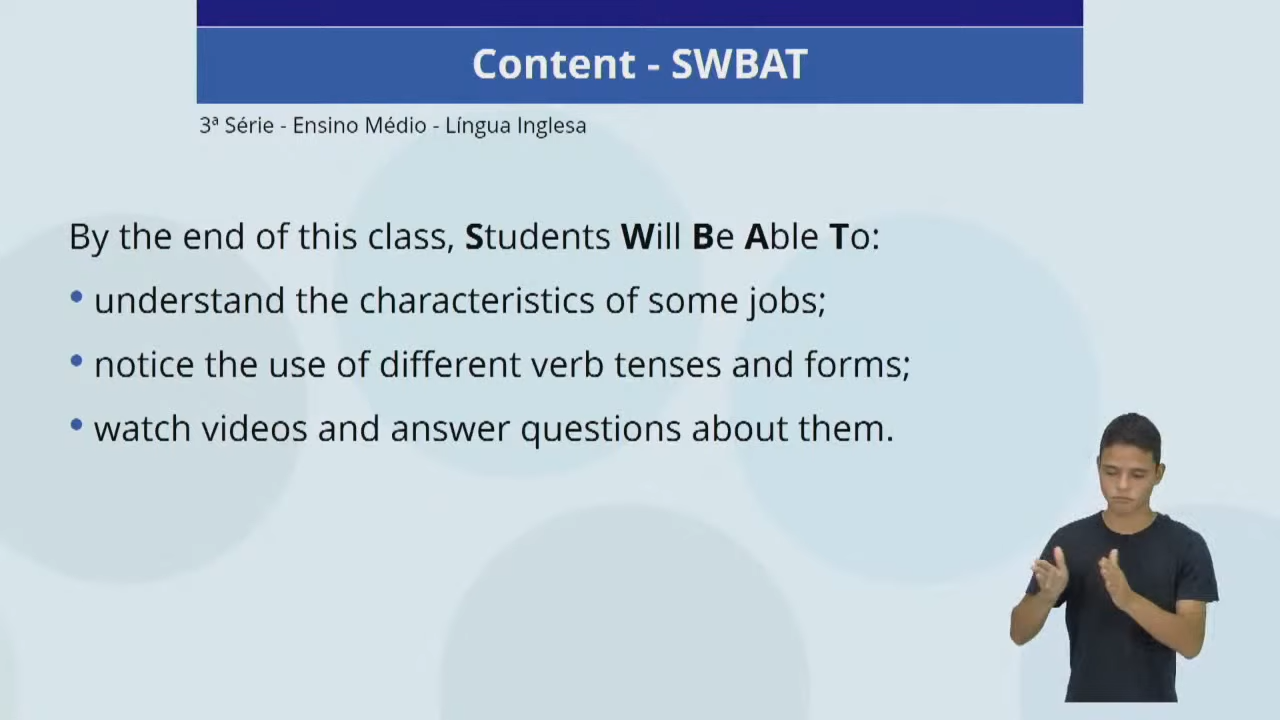 Content - SWBAT
3ª Série - Ensino Médio - Língua Inglesa
By the end of this class, Students Will Be Able To:
• understand the characteristics of some jobs;
• notice the use of different verb tenses and forms;
• watch videos and answer questions about them.